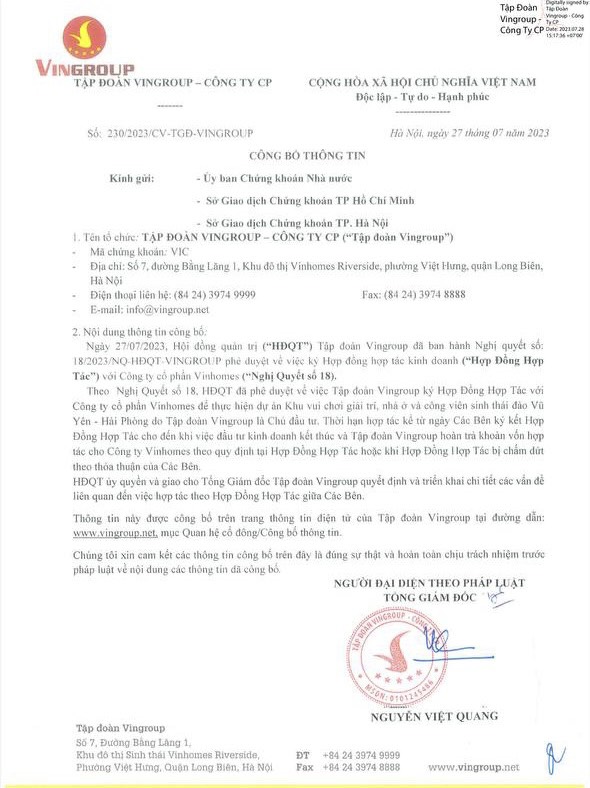 Tập Đoàn
Vingroup -
Công Ty CP
Digitally signed by
Tập Đoàn
Vingroup - Công
Ty CP
Date: 2023.07.28
15:17:36 +07'00'
VINGROUP
TẬP ĐOÀN VINGROUP – CÔNG TY CP
CỘNG HÒA XÃ HỘI CHỦ NGHĨA VIỆT NAM
Độc lập - Tự do - Hạnh phúc
Số: 230/2023/CV-TGĐ-VINGROUP
Hà Nội, ngày 27 tháng 07 năm 2023
CÔNG BỐ THÔNG TIN
Kính gửi: - Ủy ban Chứng khoán Nhà nước
- Sở Giao dịch Chứng khoán TP Hồ Chí Minh
- Sở Giao dịch Chứng khoán TP. Hà Nội
1. Tên tổ chức: TẬP ĐOÀN VINGROUP – CÔNG TY CP (“Tập đoàn Vingroup”)
- Mã chứng khoán: VIC
- Địa chỉ: Số 7, đường Bằng Lăng 1, Khu đô thị Vinhomes Riverside, phường Việt Hưng, quận Long Biên,
Hà Nội
- Điện thoại liên hệ: (84 24) 3974 9999 Fax: (84 24) 3974 8888
- E-mail: info@vingroup.net
2. Nội dung thông tin công bố:
Ngày 27/07/2023, Hội đồng quản trị (“HĐQT”) Tập đoàn Vingroup đã ban hành Nghị quyết số:
18/2023/NQ-HĐQT-VINGROUP phê duyệt về việc ký Hợp đồng hợp tác kinh doanh (“Hợp Đồng Hợp
Tác”) với Công ty cổ phần Vinhomes (“Nghị Quyết số 18).
Theo Nghị Quyết số 18, HĐQT đã phê duyệt về việc Tập đoàn Vingroup ký Hợp Đồng Hợp Tác với
Công ty cổ phần Vinhomes để thực hiện dự án Khu vui chơi giải trí, nhà ở và công viên sinh thái đảo Vũ
Yên - Hải Phòng do Tập đoàn Vingroup là Chủ đầu tư. Thời hạn hợp tác kể từ ngày Các Bên ký kết Hợp
Đồng Hợp Tác cho đến khi việc đầu tư kinh doanh kết thúc và Tập đoàn Vingroup hoàn trả khoản vốn hợp
tác cho Công ty Vinhomes theo quy định tại Hợp Đồng Hợp Tác hoặc khi Hợp Đồng Hợp Tác bị chấm dứt
theo thỏa thuận của Các Bên.
HĐQT ủy quyền và giao cho Tổng Giám đốc Tập đoàn Vingroup quyết định và triển khai chi tiết các vấn đề
liên quan đến việc hợp tác theo Hợp Đồng Hợp Tác giữa Các Bên.
Thông tin này được công bố trên trang thông tin điện tử của Tập đoàn Vingroup tại đường dẫn:
www.vingroup.net, mục Quan hệ cổ đông/Công bố thông tin.
Chúng tôi xin cam kết các thông tin công bố trên đây là đúng sự thật và hoàn toàn chịu trách nhiệm trước
pháp luật về nội dung các thông tin đã công bố.
NGƯỜI ĐẠI DIỆN THEO PHÁP LUẬT
TỔNG GIÁM ĐỐC
TẬP ĐOÀN VINGROUP - CÔNG
MSDN: 0101245486
NGUYỄN VIỆT QUANG
Tập đoàn Vingroup
Số 7, Đường Bằng Lăng 1,
Khu đô thị Sinh thái Vinhomes Riverside,
Phường Việt Hưng, Quận Long Biên, Hà Nội
ĐT +84 24 3974 9999
Fax +84 24 3974 8888
www.vingroup.net